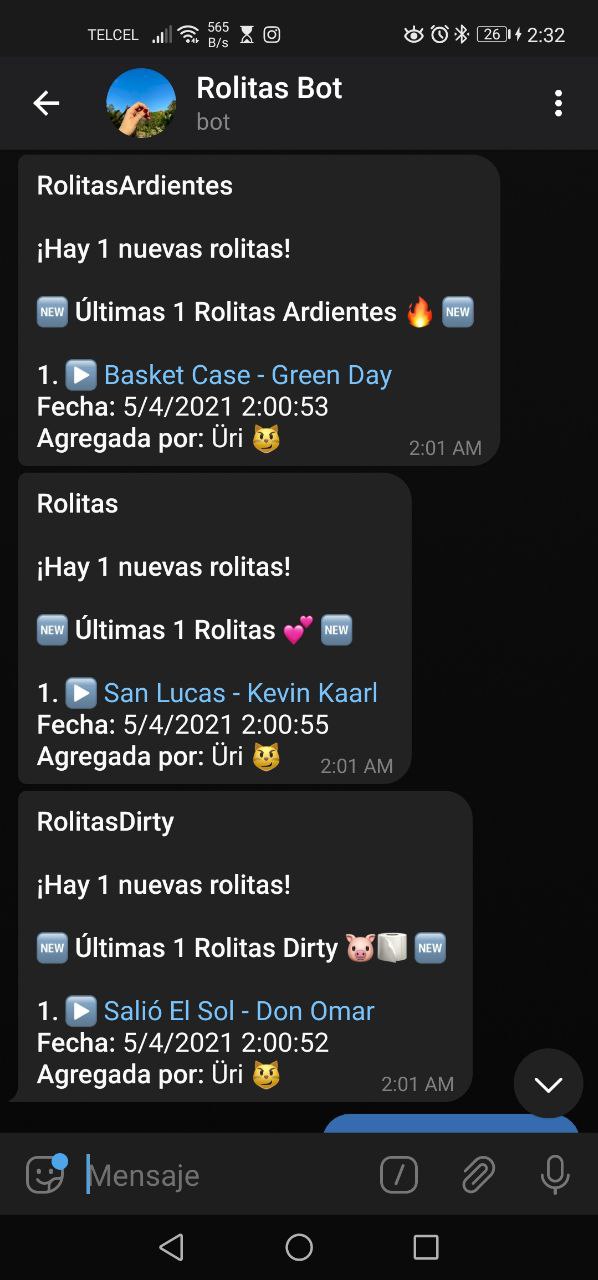 TELCEL 565 B/s 26 2:32
Rolitas Bot
bot
RolitasArdientes
¡Hay 1 nuevas rolitas!
🆕 Últimas 1 Rolitas Ardientes 🔥 🆕
1. ▶️ Basket Case - Green Day
Fecha: 5/4/2021 2:00:53
Agregada por: Üri 😼
2:01 AM
Rolitas
¡Hay 1 nuevas rolitas!
🆕 Últimas 1 Rolitas 💕 🆕
1. ▶️ San Lucas - Kevin Kaarl
Fecha: 5/4/2021 2:00:55
Agregada por: Üri 😼
2:01 AM
RolitasDirty
¡Hay 1 nuevas rolitas!
🆕 Últimas 1 Rolitas Dirty 🐷🧻 🆕
1. ▶️ Salió El Sol - Don Omar
Fecha: 5/4/2021 2:00:52
Agregada por: Üri 😼
2:01 AM
Mensaje